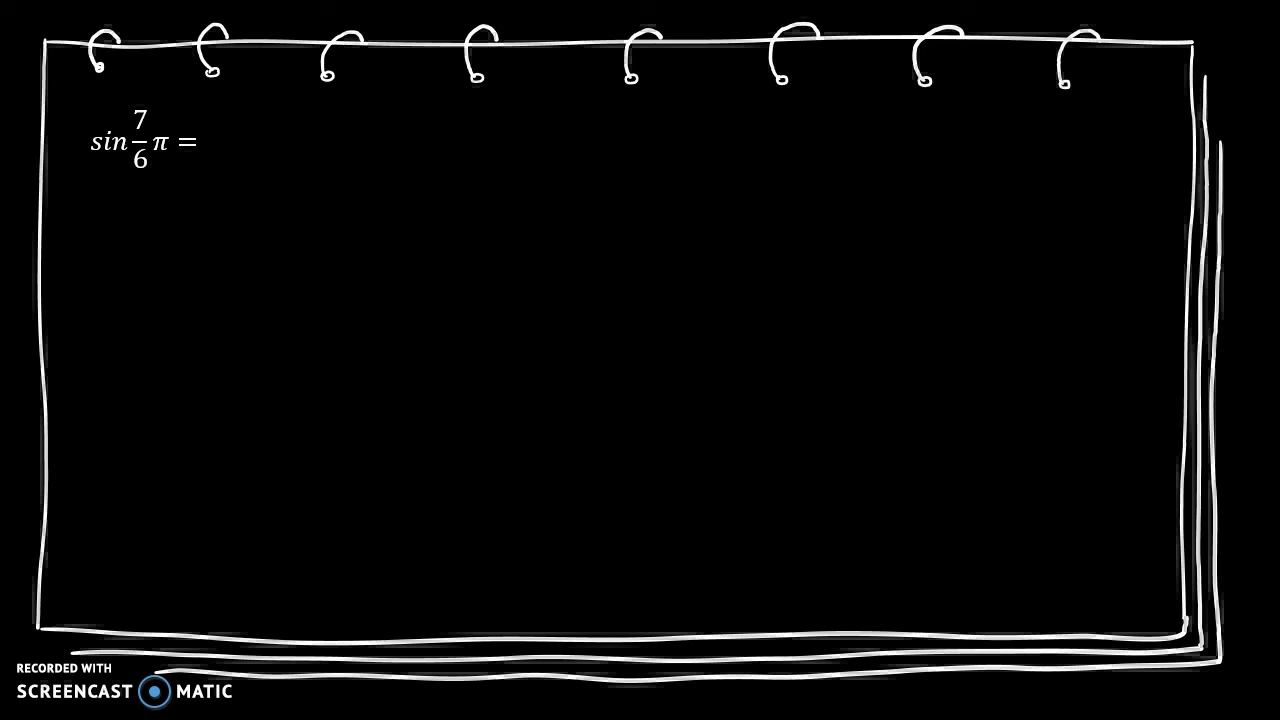 sin 7/6 π =
RECORDED WITH
SCREENCAST MATIC